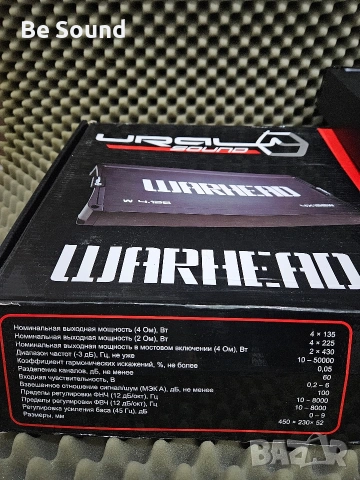 Be Sound
URAL
SOUND
WARHEAD
W 4.135
4X135W
WARHEAD
Номинальная выходная мощность (4 Ом), Вт 4 × 135
Номинальная выходная мощность (2 Ом), Вт 4 × 225
Номинальная выходная мощность в мостовом включении (4 Ом), Вт 2 × 430
Диапазон частот (-3 дБ), Гц, не уже 10 – 50000
Коэффициент гармонических искажений, %, не более 0,05
Разделение каналов, дБ, не менее 60
Входная чувствительность, В 0,2 – 6
Взвешенное отношение сигнал/шум (МЭК А), дБ, не менее 100
Пределы регулировки ФНЧ (12 дБ/окт), Гц 10 – 8000
Пределы регулировки ФВЧ (12 дБ/окт), Гц 10 – 8000
Регулировка усиления баса (45 Гц), дБ 0 – 9
Размеры, мм 450 × 230 × 52
bazar